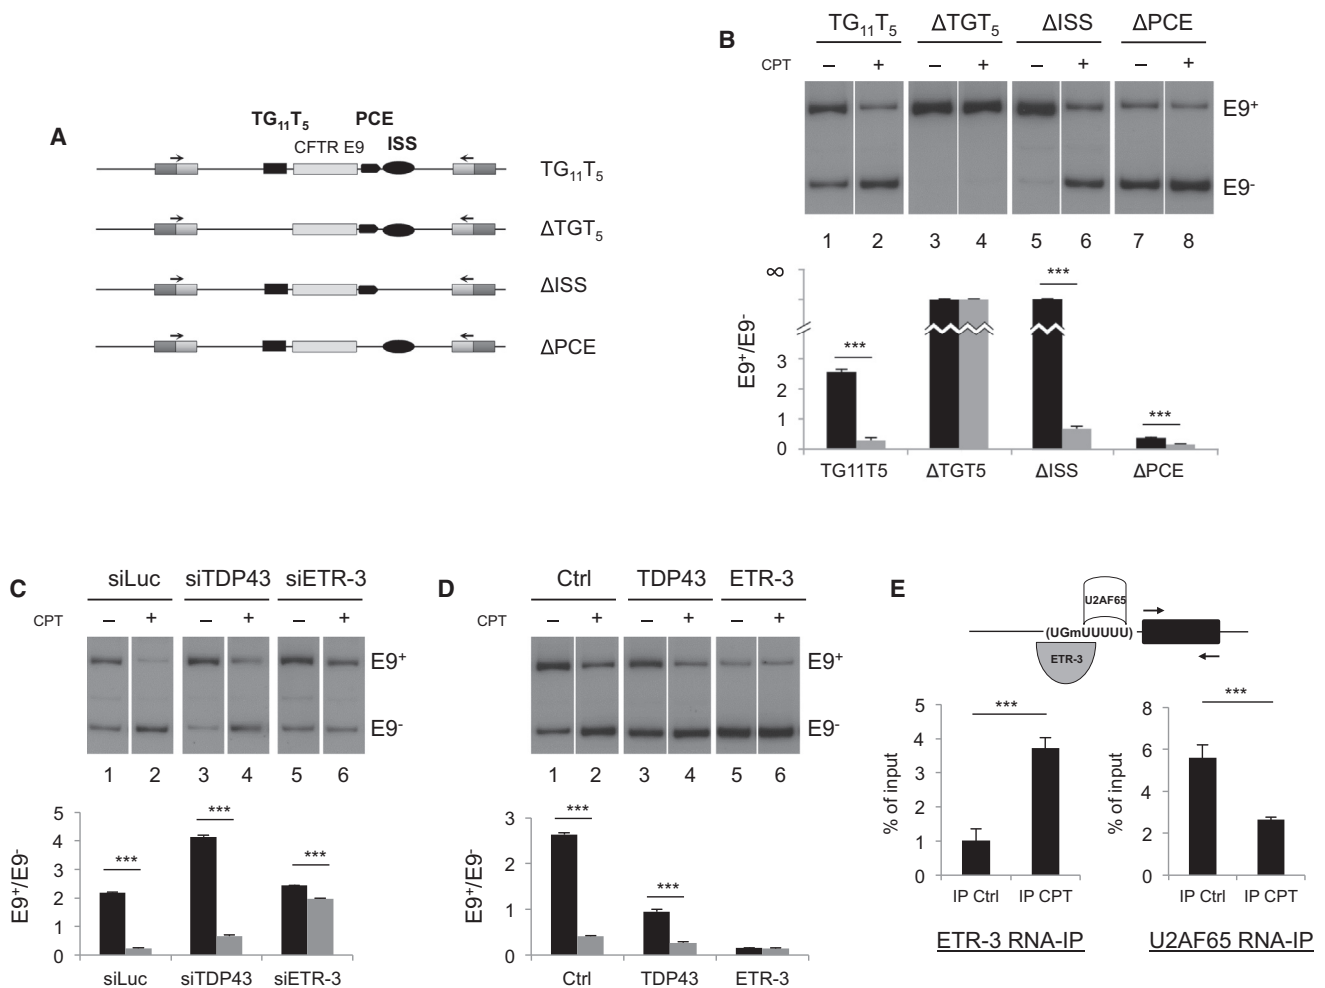 A
TG11T5
PCE
CFTR E9
ISS
TG11T5
ΔTGT5
ΔISS
ΔPCE
B
TG11T5 ΔTGT5 ΔISS ΔPCE
CPT – + – + – + – +
E9+
E9-
1 2 3 4 5 6 7 8
∞
3
2
1
0
E9+/E9-
*** *** ***
TG11T5 ΔTGT5 ΔISS ΔPCE
C
siLuc siTDP43 siETR-3
CPT – + – + – +
E9+
E9-
1 2 3 4 5 6
5
4
3
2
1
0
E9+/E9-
*** *** ***
siLuc siTDP43 siETR-3
D
Ctrl TDP43 ETR-3
CPT – + – + – +
E9+
E9-
1 2 3 4 5 6
3
2
1
0
E9+/E9-
*** ***
Ctrl TDP43 ETR-3
E
U2AF65
(UGmUUUUU)
ETR-3
5
4
3
2
1
0
% of input
***
IP Ctrl IP CPT
ETR-3 RNA-IP
8
6
4
2
0
% of input
***
IP Ctrl IP CPT
U2AF65 RNA-IP